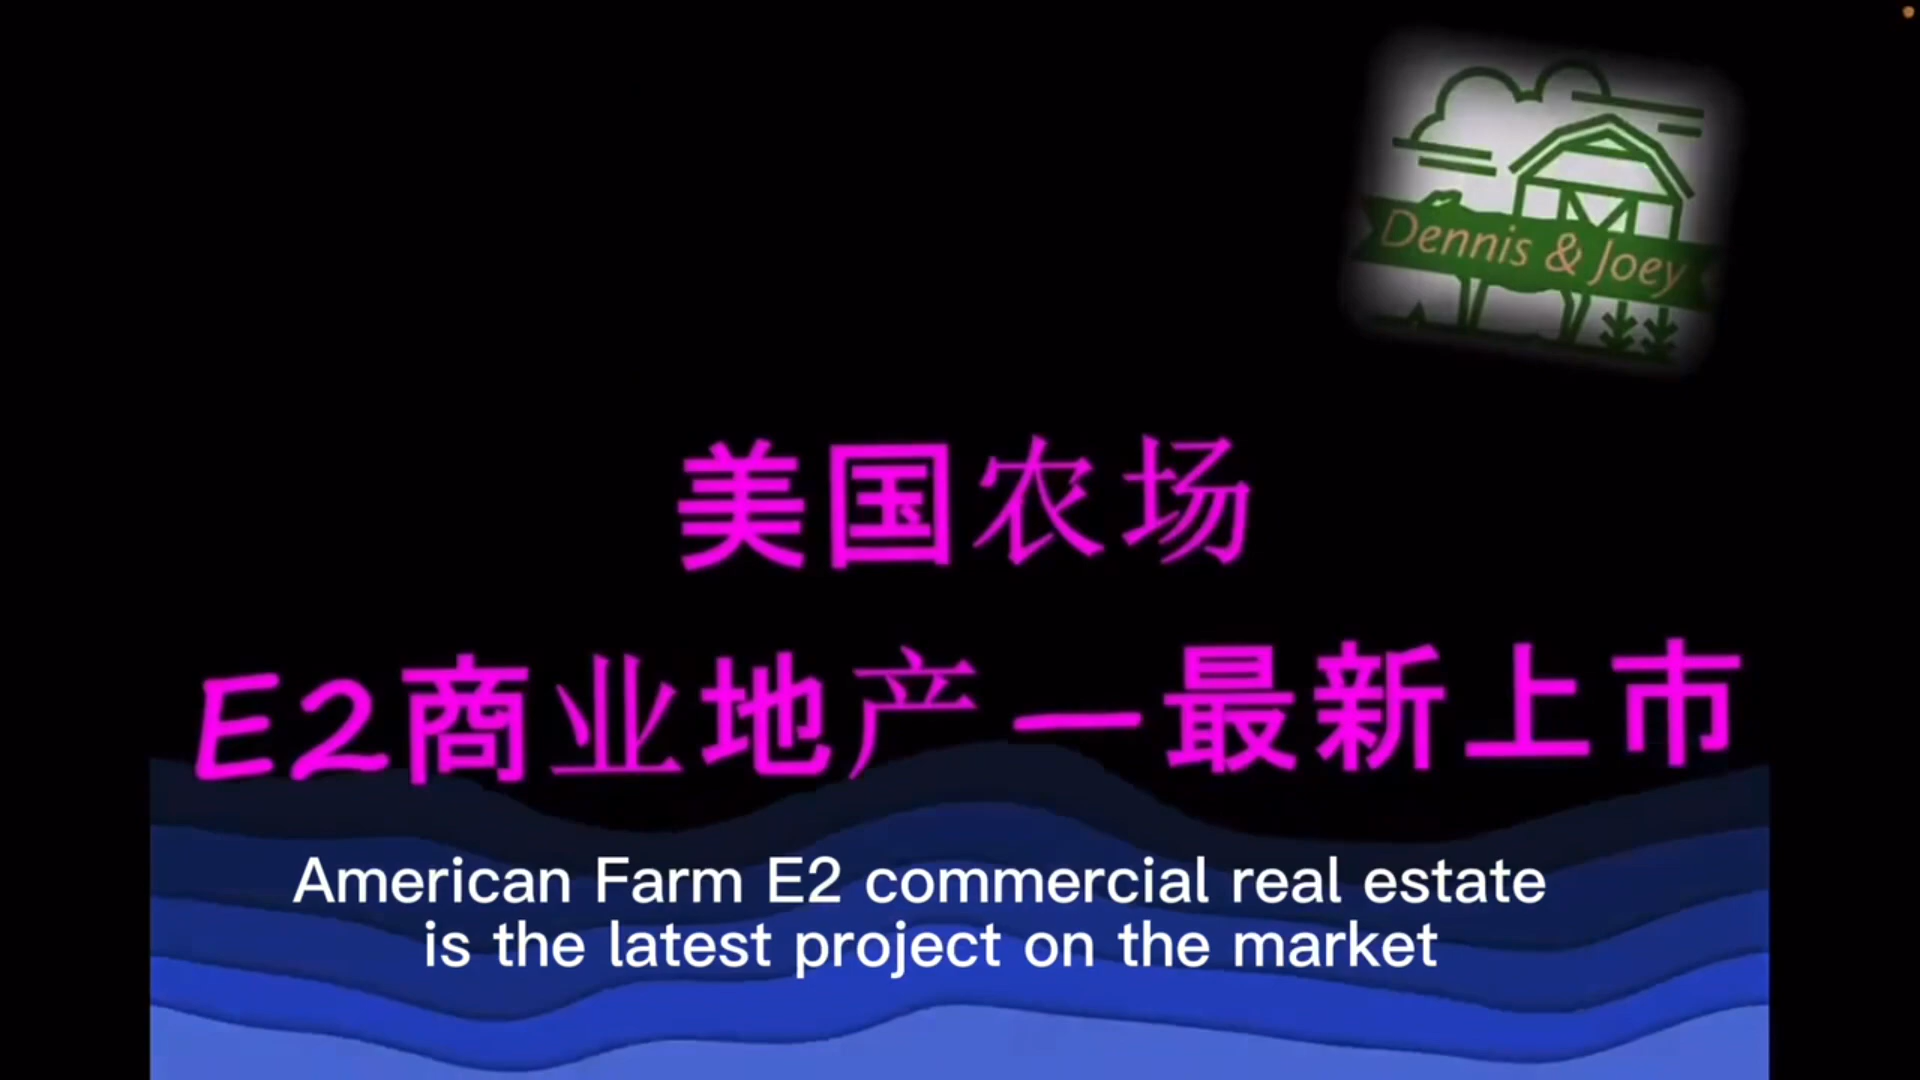 Dennis & Joey
美国农场
E2商业地产—最新上市
American Farm E2 commercial real estate
is the latest project on the market